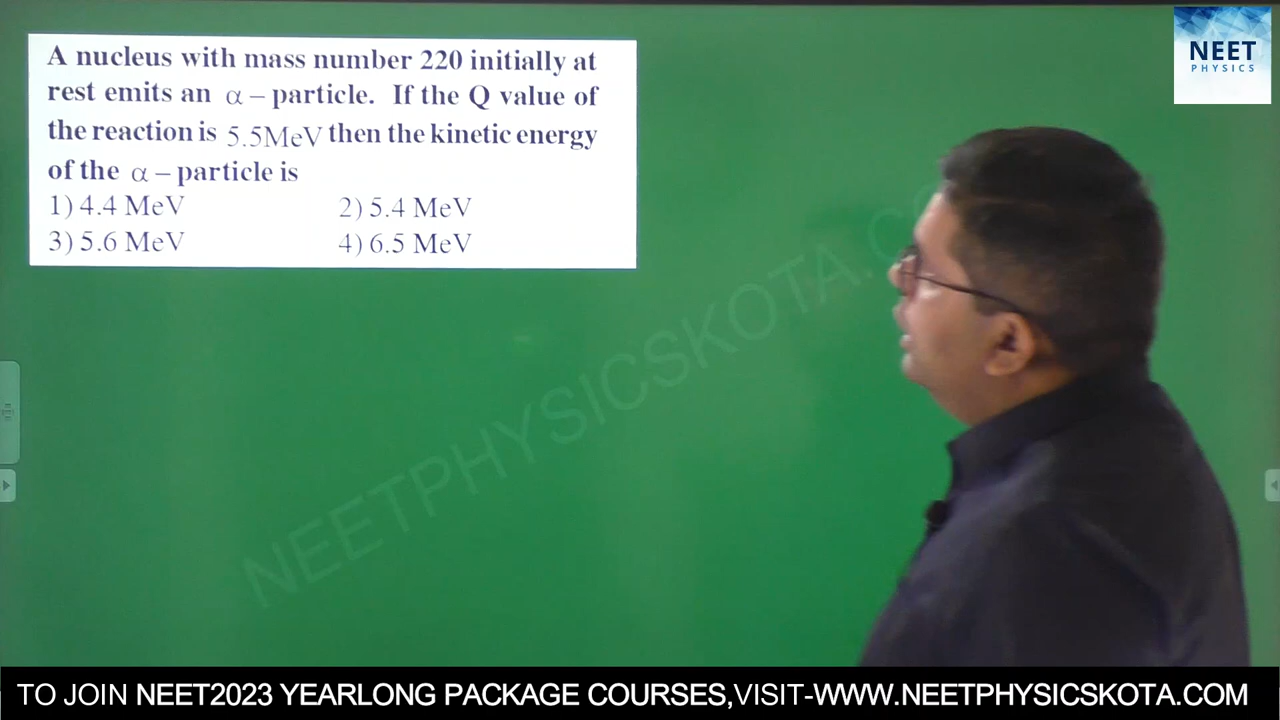 A nucleus with mass number 220 initially at
rest emits an α – particle. If the Q value of
the reaction is 5.5MeV then the kinetic energy
of the α – particle is
1) 4.4 MeV 2) 5.4 MeV
3) 5.6 MeV 4) 6.5 MeV
NEET
PHYSICS
NEETPHYSICSKOTA.CO
TO JOIN NEET2023 YEARLONG PACKAGE COURSES,VISIT-WWW.NEETPHYSICSKOTA.COM